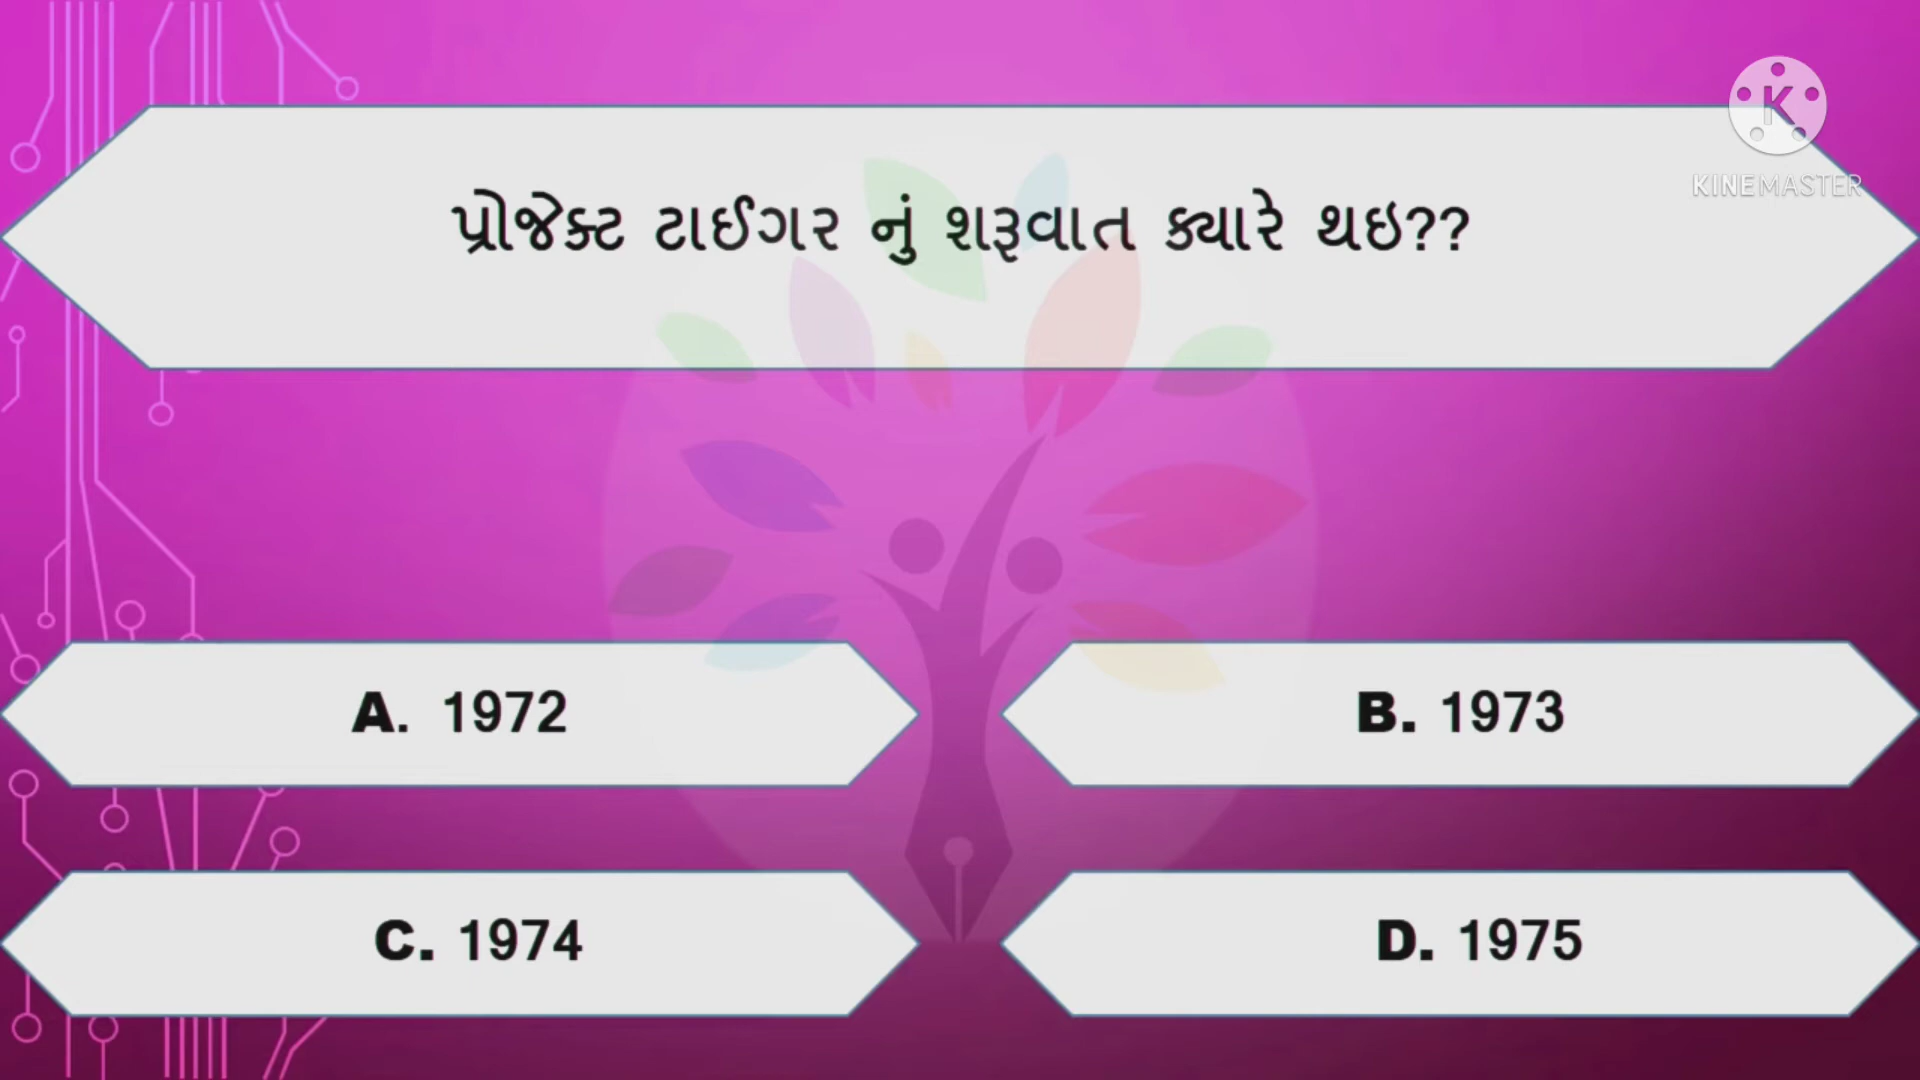 K
KINEMASTER
પ્રોજેક્ટ ટાઈગર નું શરૂવાત ક્યારે થઇ??
A. 1972
B. 1973
C. 1974
D. 1975